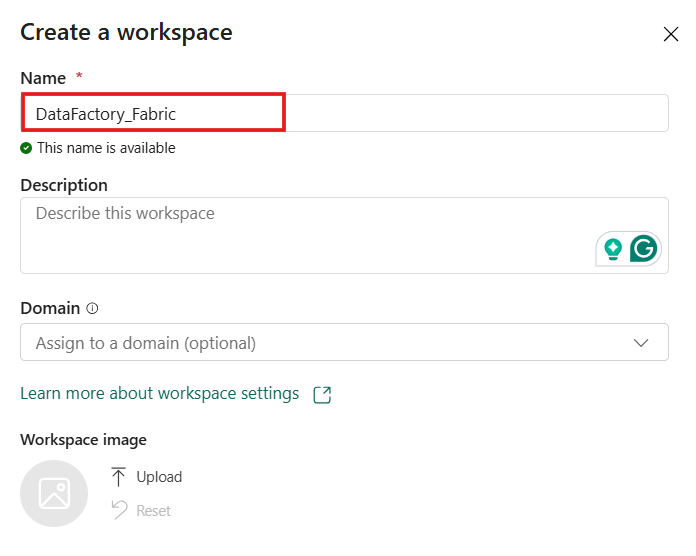 Create a workspace
Name *
DataFactory_Fabric
This name is available
Description
Describe this workspace
Domain
Assign to a domain (optional)
Learn more about workspace settings
Workspace image
Upload
Reset